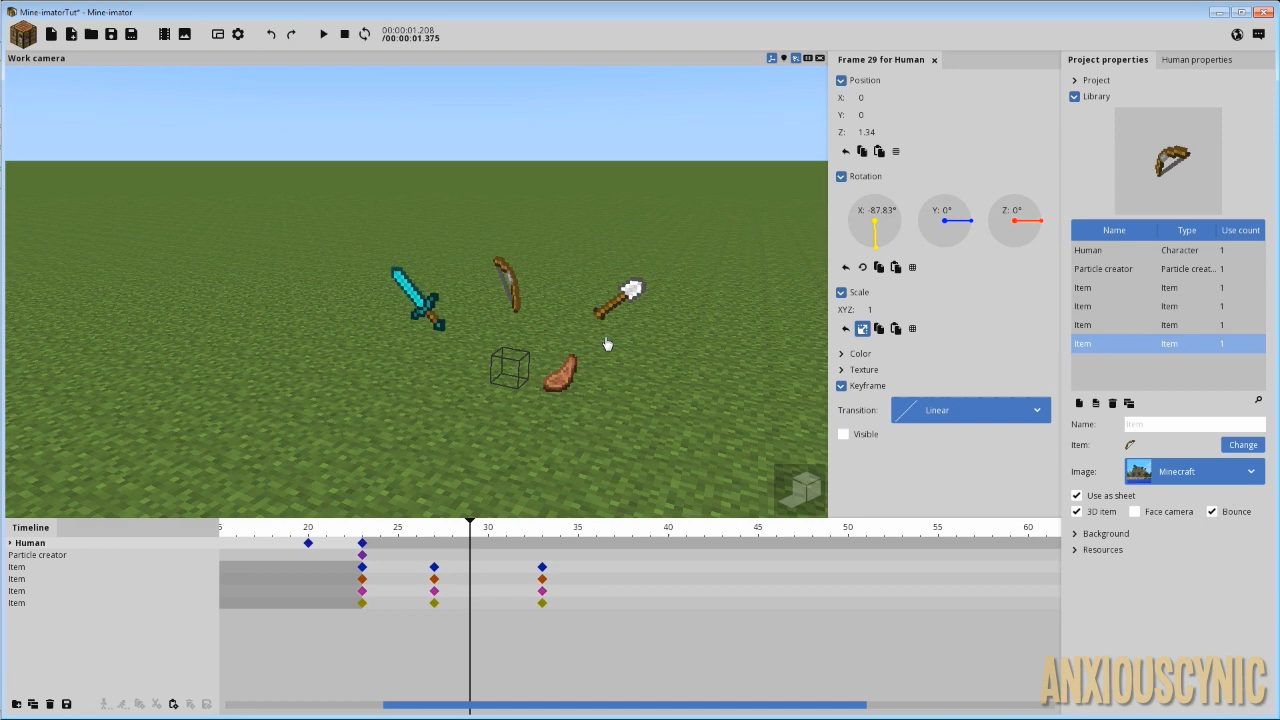 Mine-imatorTut* - Mine-imator
00:00:01.208
/00:00:01.375
Work camera
Frame 29 for Human
Position
X: 0
Y: 0
Z: 1.34
Rotation
X: -87.83°
Y: 0°
Z: 0°
Scale
XYZ: 1
Color
Texture
Keyframe
Transition: Linear
Visible
Project properties
Human properties
Project
Library
Name Type Use count
Human Character 1
Particle creator Particle creat... 1
Item Item 1
Item Item 1
Item Item 1
Item Item 1
Name: Item
Item: Change
Image: Minecraft
Use as sheet
3D item Face camera Bounce
Background
Resources
Timeline
5 20 25 30 35 40 45 50 55 60
Human
Particle creator
Item
Item
Item
Item
ANXIOUSCYNIC